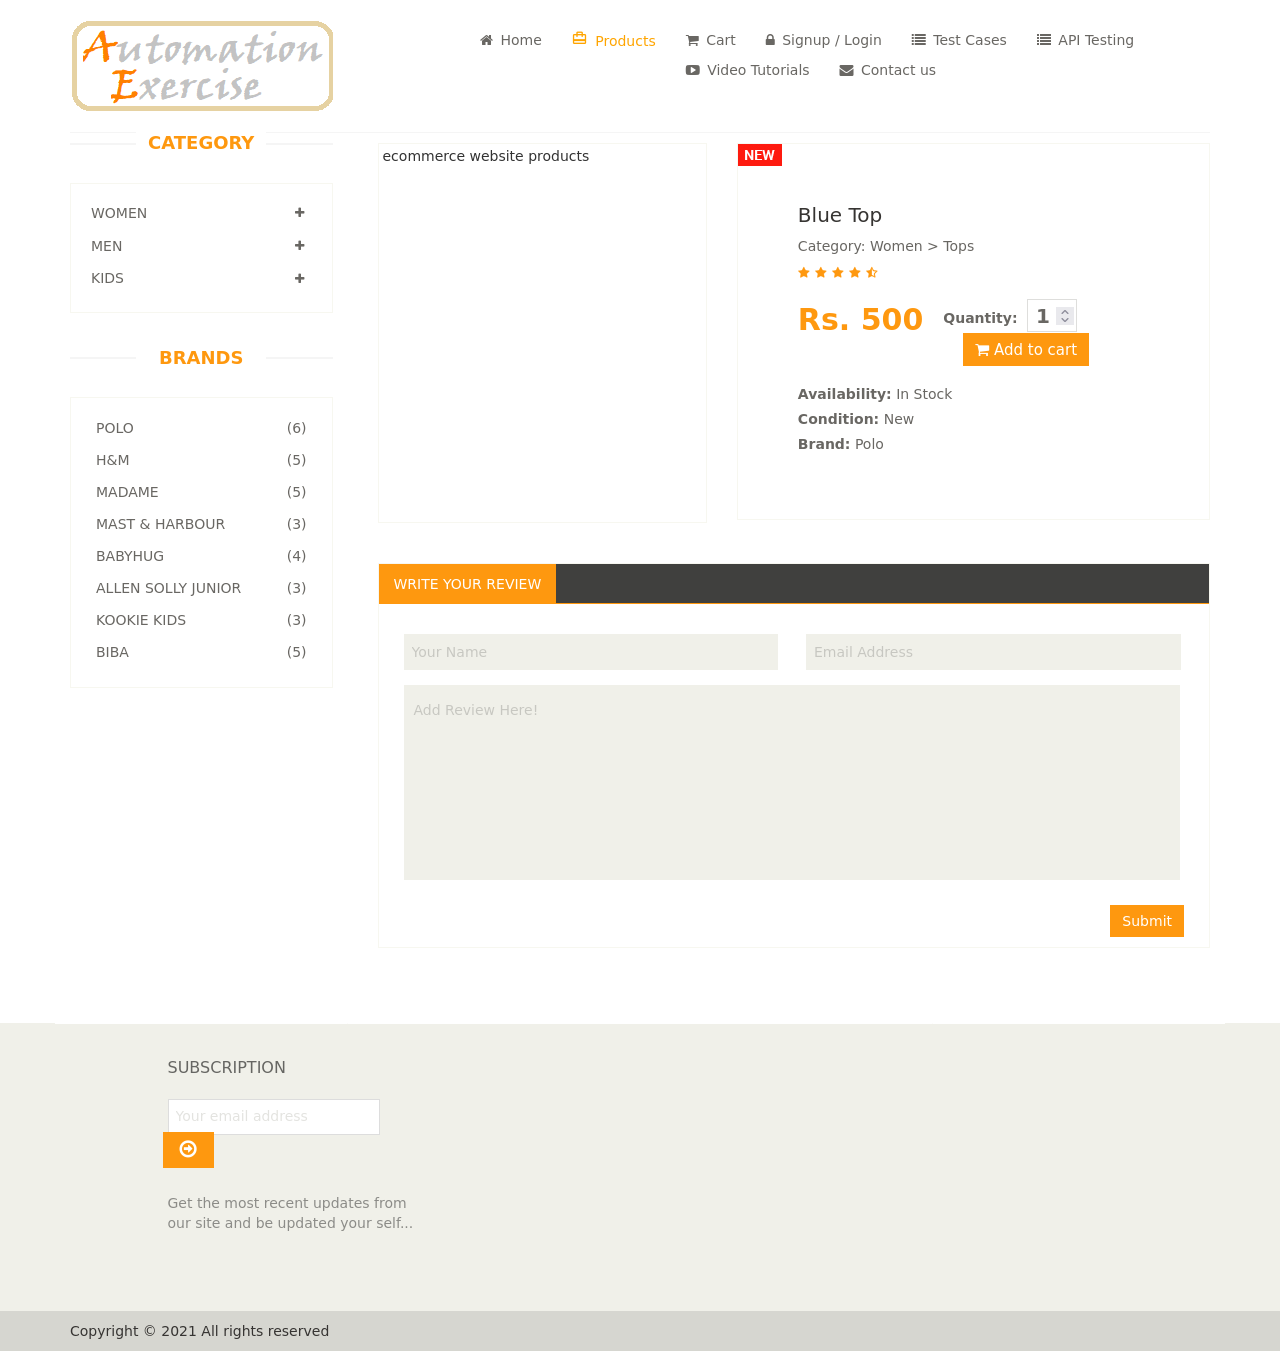 Automation
Exercise
Home
Products
Cart
Signup / Login
Test Cases
API Testing
Video Tutorials
Contact us
CATEGORY
WOMEN
MEN
KIDS
BRANDS
POLO (6)
H&M (5)
MADAME (5)
MAST & HARBOUR (3)
BABYHUG (4)
ALLEN SOLLY JUNIOR (3)
KOOKIE KIDS (3)
BIBA (5)
ecommerce website products
NEW
Blue Top
Category: Women > Tops
Rs. 500 Quantity: 1
Add to cart
Availability: In Stock
Condition: New
Brand: Polo
WRITE YOUR REVIEW
Your Name
Email Address
Add Review Here!
Submit
SUBSCRIPTION
Your email address
Get the most recent updates from
our site and be updated your self...
Copyright © 2021 All rights reserved